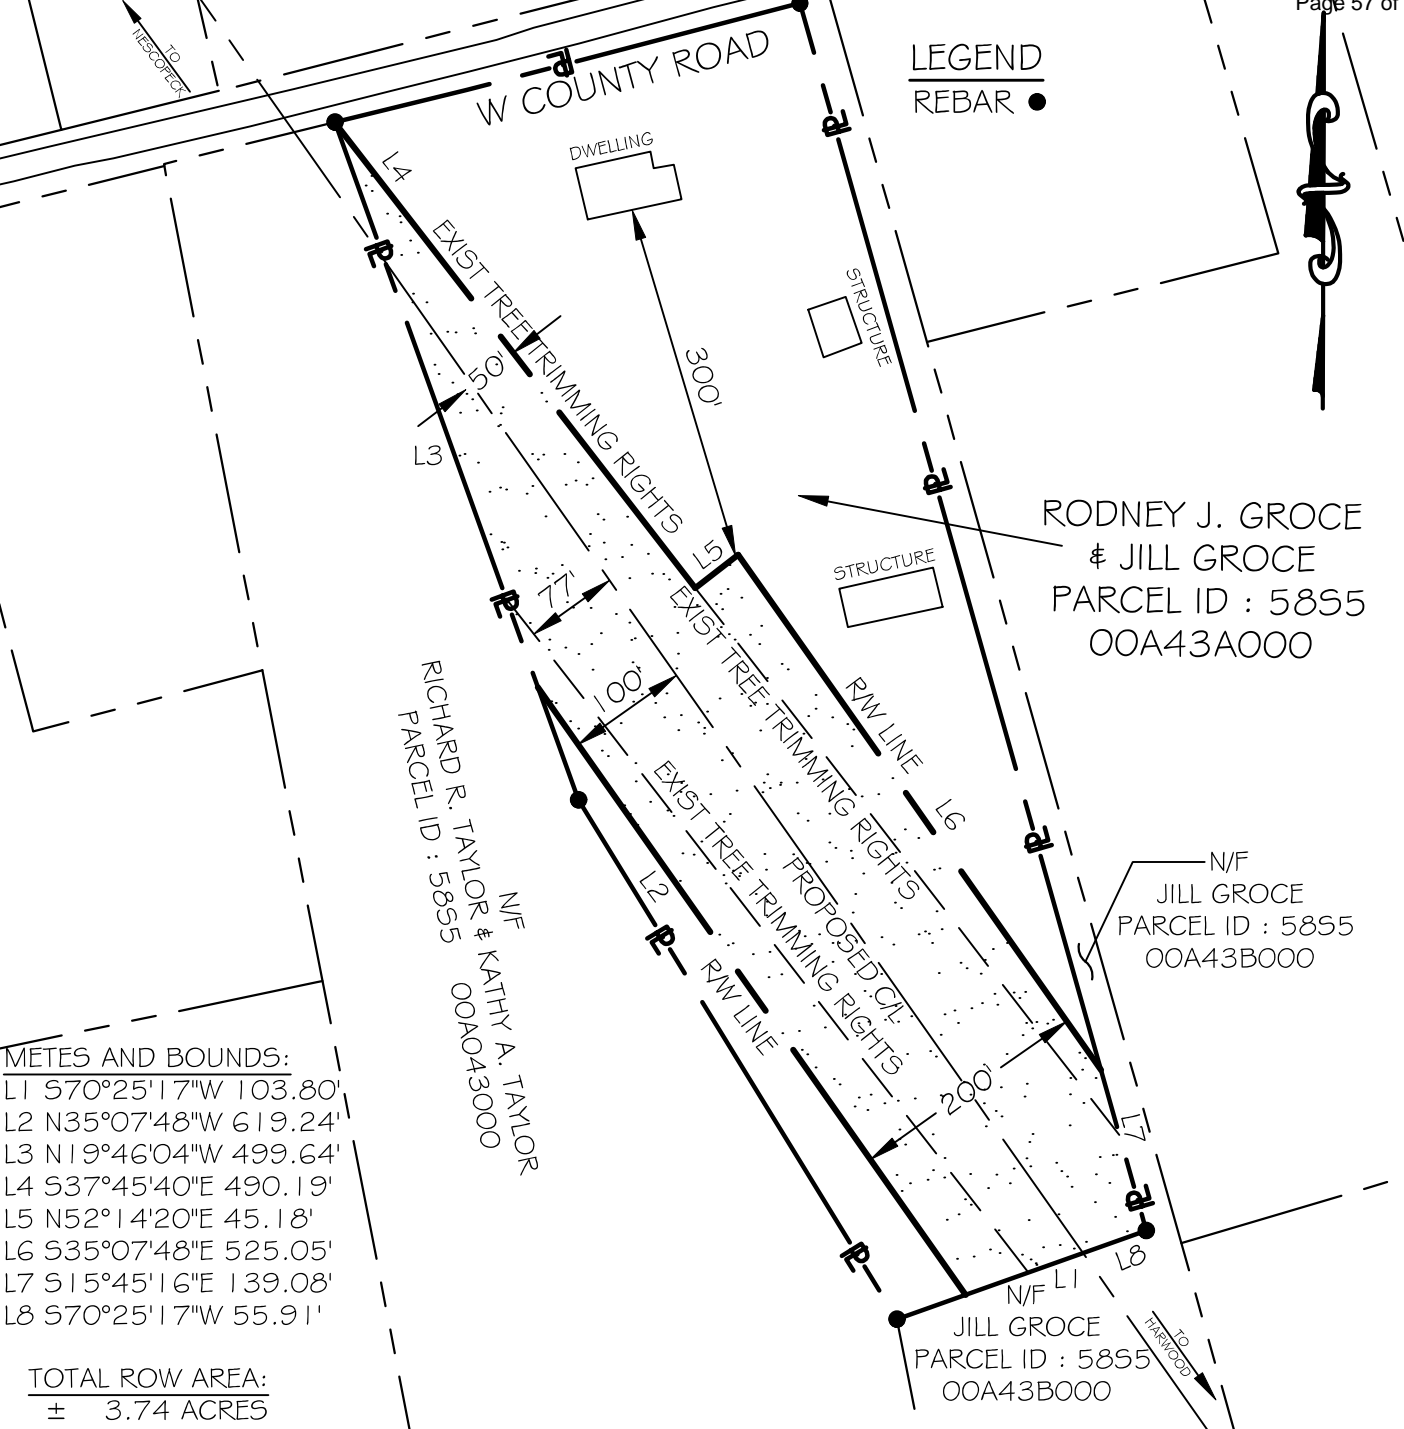 Page 57 of
TO
NESCOPECK
W COUNTY ROAD
LEGEND
REBAR ●
DWELLING
L4
EXIST TREE TRIMMING RIGHTS
STRUCTURE
50'
300'
L3
RODNEY J. GROCE
& JILL GROCE
PARCEL ID : 58S5
00A43A000
L5
STRUCTURE
77'
EXIST TREE TRIMMING RIGHTS
100'
R/W LINE
L6
N/F
RICHARD R. TAYLOR & KATHY A. TAYLOR
PARCEL ID : 58S5 00A043000
EXIST TREE TRIMMING RIGHTS
PROPOSED C/L
L2
R/W LINE
N/F
JILL GROCE
PARCEL ID : 58S5
00A43B000
200'
L7
METES AND BOUNDS:
L1 S70°25'17"W 103.80'
L2 N35°07'48"W 619.24'
L3 N19°46'04"W 499.64'
L4 S37°45'40"E 490.19'
L5 N52°14'20"E 45.18'
L6 S35°07'48"E 525.05'
L7 S15°45'16"E 139.08'
L8 S70°25'17"W 55.91'
TOTAL ROW AREA:
± 3.74 ACRES
L8
L1
N/F
JILL GROCE
PARCEL ID : 58S5
00A43B000
TO
HARWOOD